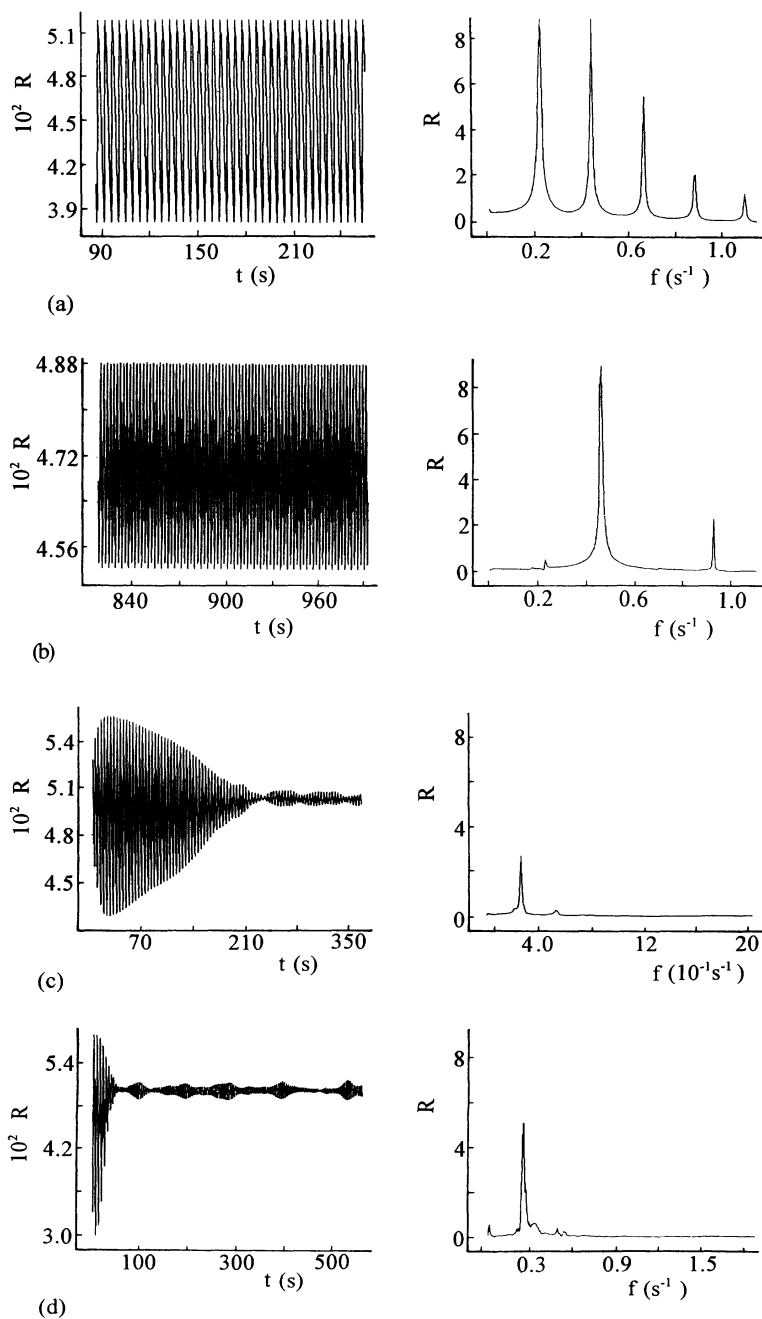 5.1
4.8
4.5
4.2
3.9
10² R
90 150 210
t (s)
8
6
4
2
0
R
0.2 0.6 1.0
f (s⁻¹ )
(a)
4.88
4.72
4.56
10² R
840 900 960
t (s)
8
6
4
2
0
R
0.2 0.6 1.0
f (s⁻¹ )
(b)
5.4
5.1
4.8
4.5
10² R
70 210 350
t (s)
8
4
0
R
4.0 12 20
f (10⁻¹s⁻¹ )
(c)
5.4
4.2
3.0
10² R
100 300 500
t (s)
8
4
0
R
0.3 0.9 1.5
f (s⁻¹ )
(d)